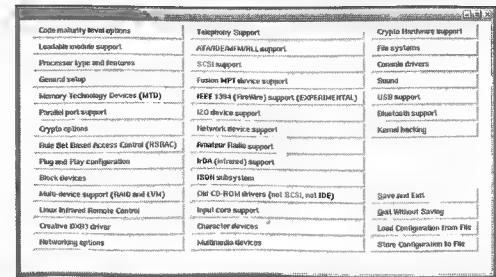 Code maturity level options
Loadable module support
Processor type and features
General setup
Memory Technology Devices (MTD)
Parallel port support
Crypto options
Rule Set Based Access Control (RSBAC)
Plug and Play configuration
Block devices
Multi-device support (RAID and LVM)
Linux Infrared Remote Control
Creative DXR3 driver
Networking options
Telephony Support
ATA/IDE/MFM/RLL support
SCSI support
Fusion MPT device support
IEEE 1394 (FireWire) support (EXPERIMENTAL)
I2O device support
Network device support
Amateur Radio support
IrDA (infrared) support
ISDN subsystem
Old CD-ROM drivers (not SCSI, not IDE)
Input core support
Character devices
Multimedia devices
Crypto Hardware support
File systems
Console drivers
Sound
USB support
Bluetooth support
Kernel hacking
Save and Exit
Quit Without Saving
Load Configuration from File
Store Configuration to File